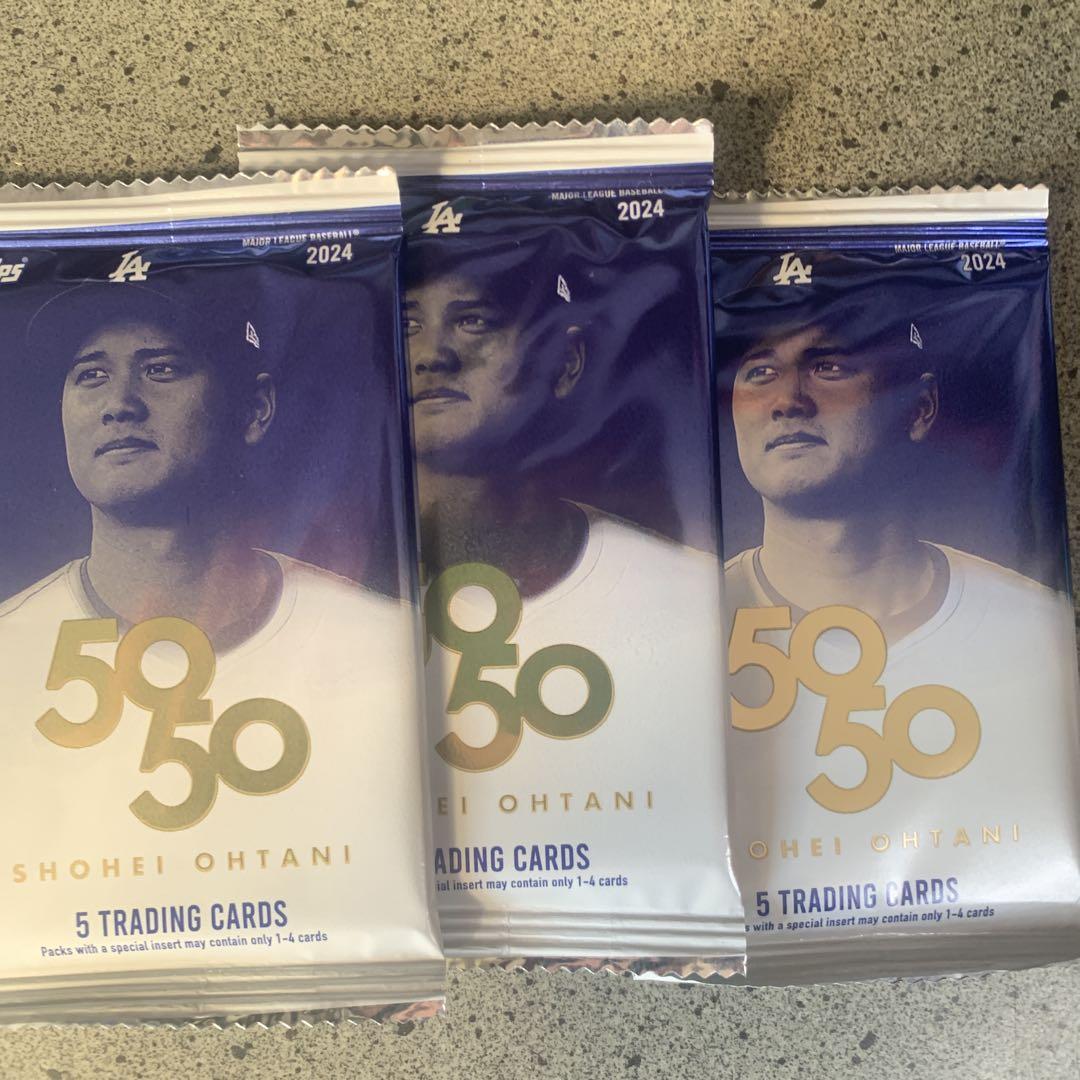 ps
LA
MAJOR LEAGUE BASEBALL®
2024
50
50
SHOHEI OHTANI
5 TRADING CARDS
Packs with a special insert may contain only 1-4 cards
LA
MAJOR LEAGUE BASEBALL
2024
50
50
EI OHTANI
ADING CARDS
ial insert may contain only 1-4 cards
LA
MAJOR LEAGUE BASEBALL®
2024
50
50
OHEI OHTANI
5 TRADING CARDS
s with a special insert may contain only 1-4 cards